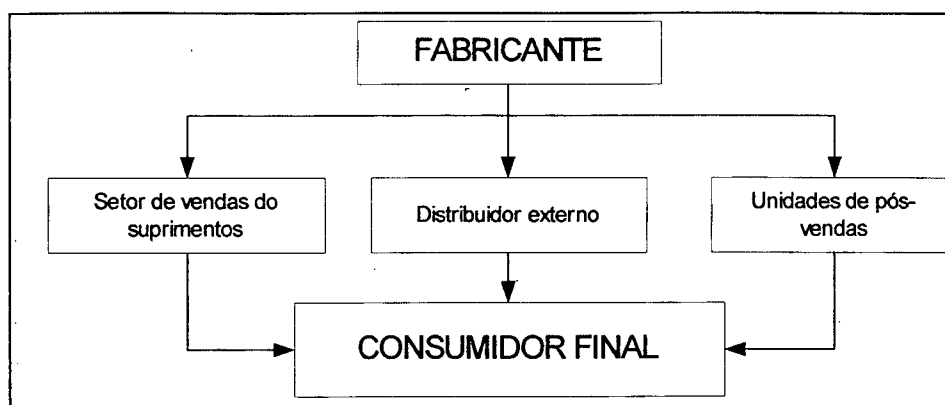 FABRICANTE
Setor de vendas do
suprimentos
Distribuidor externo
Unidades de pós-
vendas
CONSUMIDOR FINAL